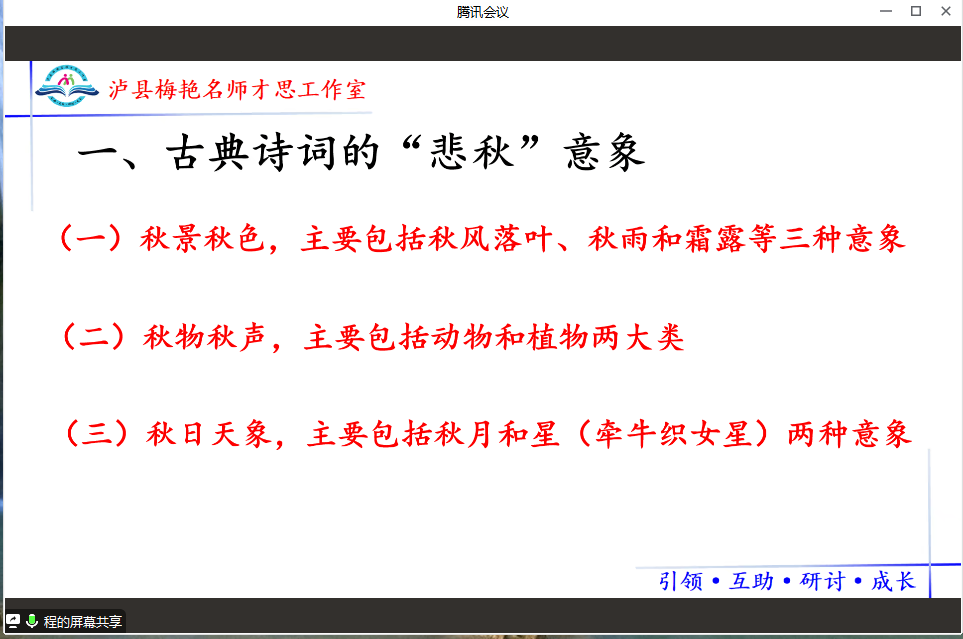 腾讯会议
泸县梅艳名师才思工作室
一、古典诗词的“悲秋”意象
（一）秋景秋色，主要包括秋风落叶、秋雨和霜露等三种意象
（二）秋物秋声，主要包括动物和植物两大类
（三）秋日天象，主要包括秋月和星（牵牛织女星）两种意象
引领•互助•研讨•成长
程的屏幕共享